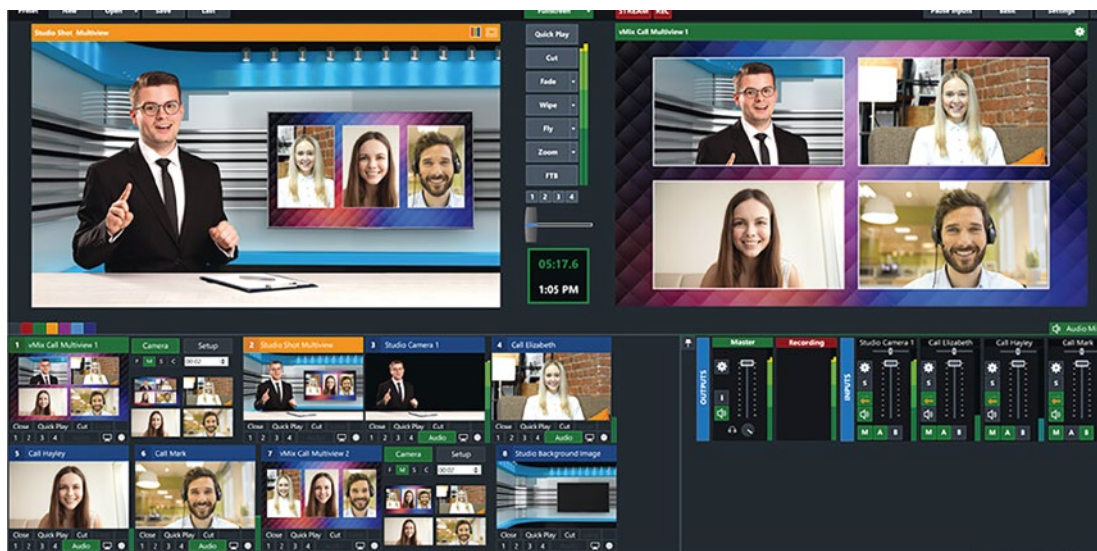 Preset New Open Save Last Fullscreen STREAM REC Pause Inputs Basic Settings
Studio Shot Multiview
vMix Call Multiview 1
Quick Play
Cut
Fade
Wipe
Fly
Zoom
FTB
1 2 3 4
05:17.6
1:05 PM
Audio Mi
1 vMix Call Multiview 1 Camera Setup
F M S C 00:02
2 Studio Shot Multiview
3 Studio Camera 1
4 Call Elizabeth
Close Quick Play Cut
1 2 3 4
Close Quick Play Cut
1 2 3 4
Close Quick Play Cut
1 2 3 4 Audio
Close Quick Play Cut
1 2 3 4 Audio
5 Call Hayley
6 Call Mark
7 vMix Call Multiview 2 Camera Setup
F M S C 00:02
8 Studio Background Image
Close Quick Play Cut
1 2 3 4 Audio
Close Quick Play Cut
1 2 3 4 Audio
Close Quick Play Cut
1 2 3 4
Close Quick Play Cut
1 2 3 4
OUTPUTS
Master
Recording
INPUTS
Studio Camera 1
Call Elizabeth
Call Hayley
Call Mark
S S S S
M A B M A B M A B M A B